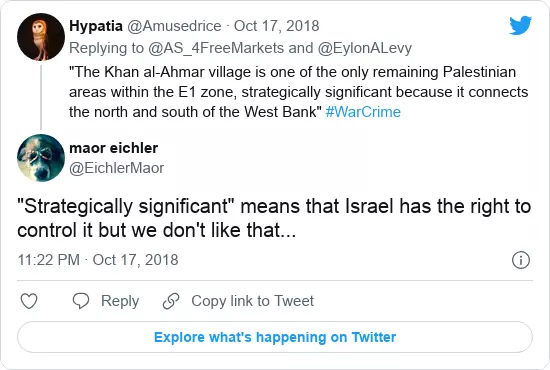 Hypatia @Amusedrice · Oct 17, 2018
Replying to @AS_4FreeMarkets and @EylonALevy
"The Khan al-Ahmar village is one of the only remaining Palestinian
areas within the E1 zone, strategically significant because it connects
the north and south of the West Bank" #WarCrime
maor eichler
@EichlerMaor
"Strategically significant" means that Israel has the right to
control it but we don't like that...
11:22 PM · Oct 17, 2018
Reply
Copy link to Tweet
Explore what's happening on Twitter